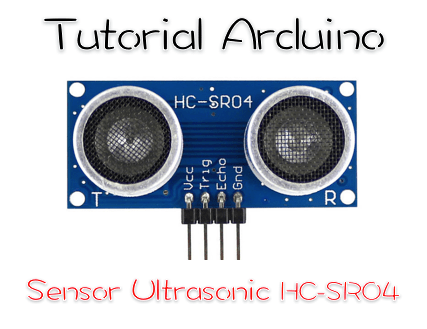 Tutorial Arduino
HC-SR04
Vcc
Trig
Echo
Gnd
T
R
Sensor Ultrasonic HC-SR04